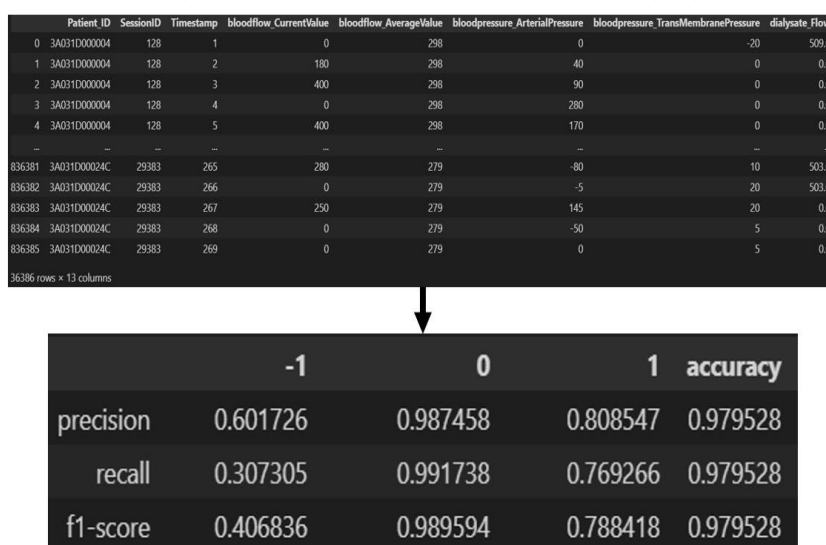 Patient_ID SessionID Timestamp bloodflow_CurrentValue bloodflow_AverageValue bloodpressure_ArterialPressure bloodpressure_TransMembranePressure dialysate_Flow
0 3A031D000004 128 1 0 298 0 -20 509.
1 3A031D000004 128 2 180 298 40 0 0.
2 3A031D000004 128 3 400 298 90 0 0.
3 3A031D000004 128 4 0 298 280 0 0.
4 3A031D000004 128 5 400 298 170 0 0.
... ... ... ... ... ... ... ...
836381 3A031D00024C 29383 265 280 279 -80 10 503.
836382 3A031D00024C 29383 266 0 279 -5 20 503.
836383 3A031D00024C 29383 267 250 279 145 20 0.
836384 3A031D00024C 29383 268 0 279 -50 5 0.
836385 3A031D00024C 29383 269 0 279 0 5 0.
36386 rows × 13 columns
-1 0 1 accuracy
precision 0.601726 0.987458 0.808547 0.979528
recall 0.307305 0.991738 0.769266 0.979528
f1-score 0.406836 0.989594 0.788418 0.979528